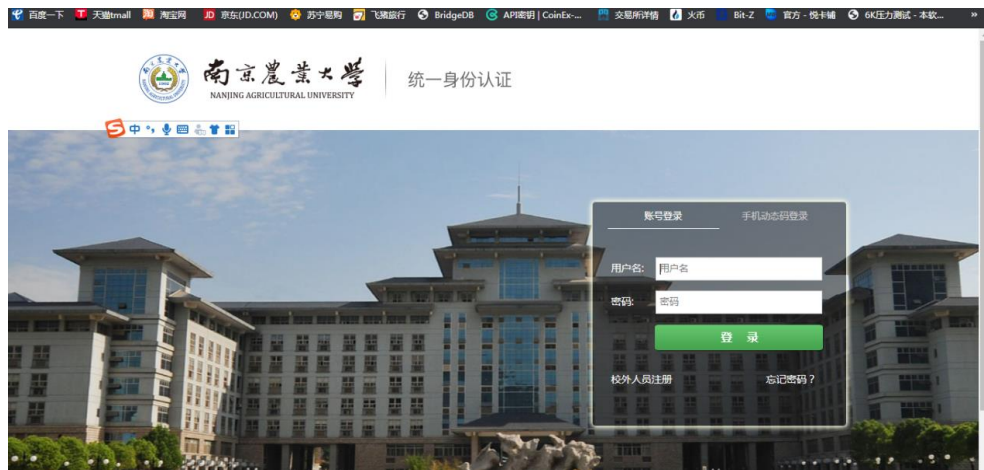 百度一下 天猫tmall 淘宝网 京东(JD.COM) 苏宁易购 飞猪旅行 BridgeDB API密钥 | CoinEx-... 交易所详情 火币 Bit-Z 官方 - 悦卡铺 6K压力测试 - 本软... »
南京農業大學
NANJING AGRICULTURAL UNIVERSITY
统一身份认证
中
账号登录 手机动态码登录
用户名: 用户名
密码: 密码
登 录
校外人员注册 忘记密码？